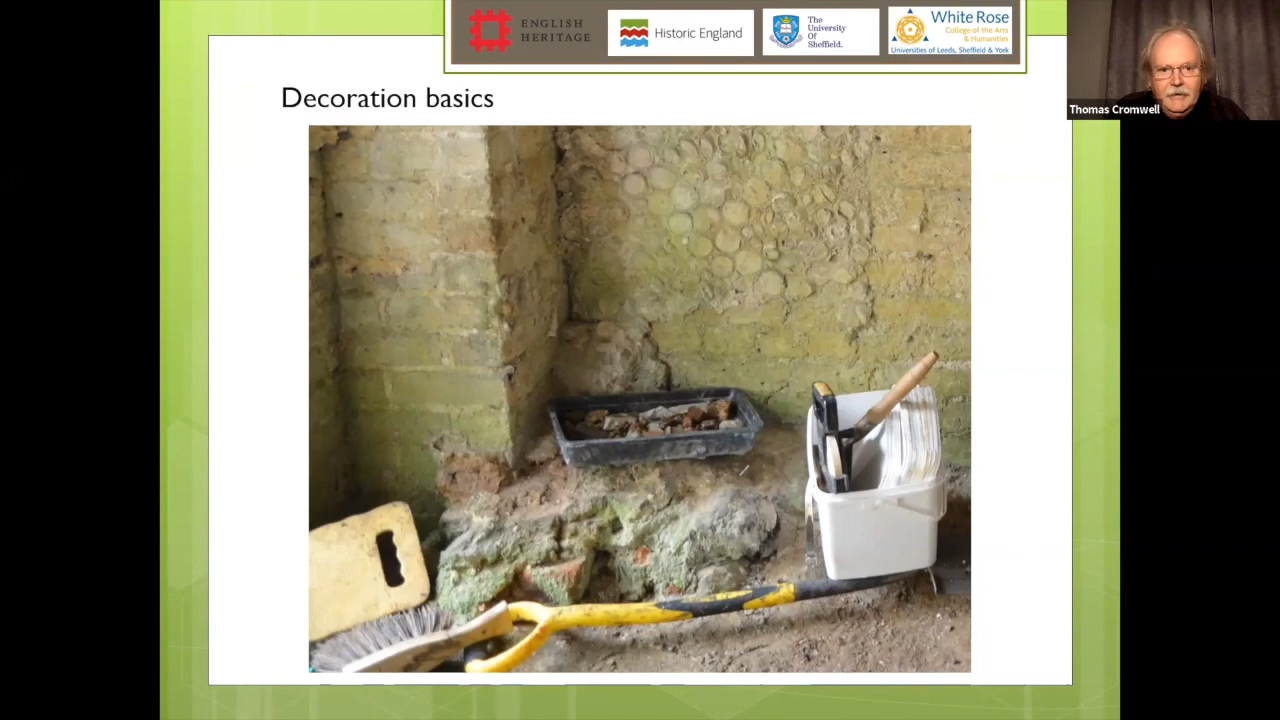 ENGLISH
HERITAGE
Historic England
The
University
Of
Sheffield.
White Rose
College of the Arts
& Humanities
Universities of Leeds, Sheffield & York
Decoration basics
Thomas Cromwell